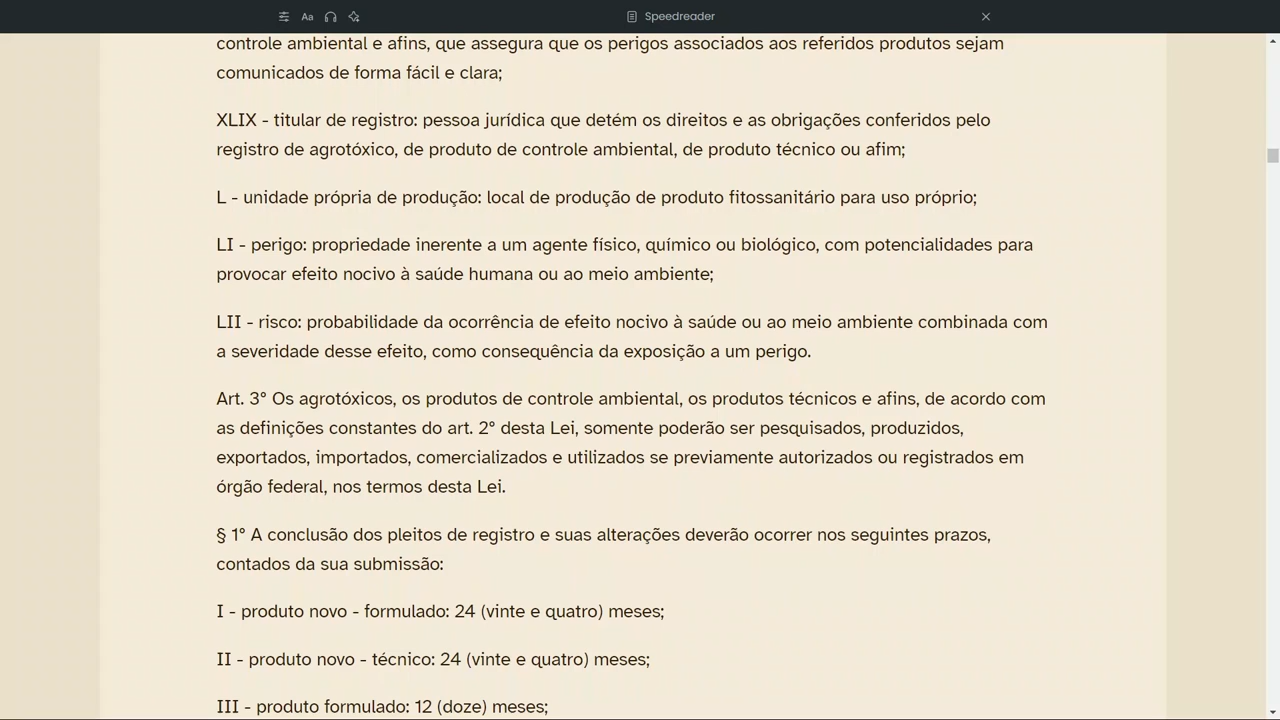 Aa
Speedreader
controle ambiental e afins, que assegura que os perigos associados aos referidos produtos sejam
comunicados de forma fácil e clara;
XLIX - titular de registro: pessoa jurídica que detém os direitos e as obrigações conferidos pelo
registro de agrotóxico, de produto de controle ambiental, de produto técnico ou afim;
L - unidade própria de produção: local de produção de produto fitossanitário para uso próprio;
LI - perigo: propriedade inerente a um agente físico, químico ou biológico, com potencialidades para
provocar efeito nocivo à saúde humana ou ao meio ambiente;
LII - risco: probabilidade da ocorrência de efeito nocivo à saúde ou ao meio ambiente combinada com
a severidade desse efeito, como consequência da exposição a um perigo.
Art. 3º Os agrotóxicos, os produtos de controle ambiental, os produtos técnicos e afins, de acordo com
as definições constantes do art. 2º desta Lei, somente poderão ser pesquisados, produzidos,
exportados, importados, comercializados e utilizados se previamente autorizados ou registrados em
órgão federal, nos termos desta Lei.
§ 1º A conclusão dos pleitos de registro e suas alterações deverão ocorrer nos seguintes prazos,
contados da sua submissão:
I - produto novo - formulado: 24 (vinte e quatro) meses;
II - produto novo - técnico: 24 (vinte e quatro) meses;
III - produto formulado: 12 (doze) meses;